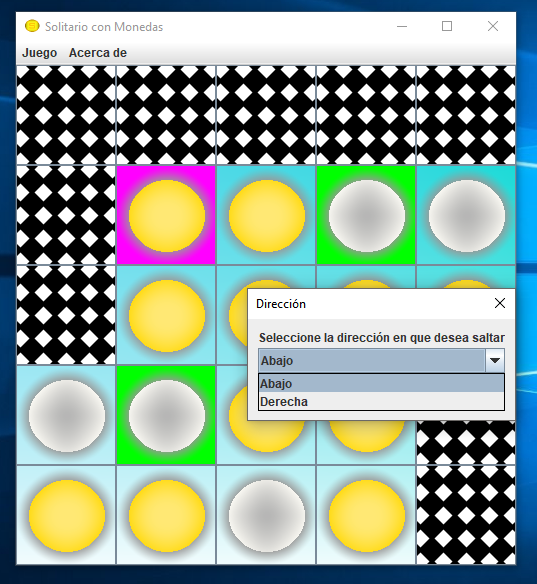 Solitario con Monedas
Juego Acerca de
Dirección
Seleccione la dirección en que desea saltar
Abajo
Abajo
Derecha